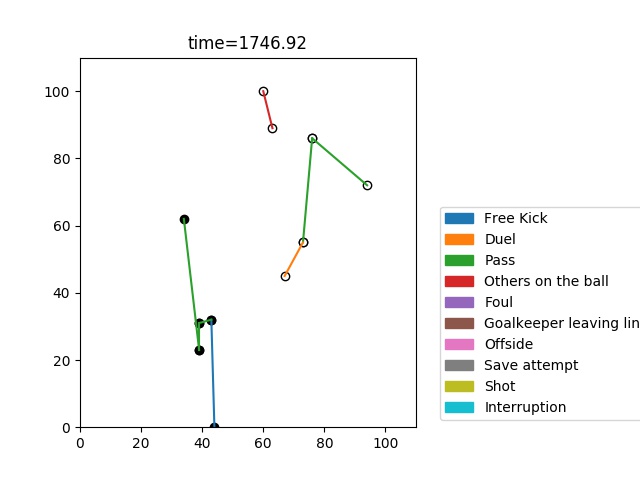 time=1746.92
100
80
60
40
20
0
0 20 40 60 80 100
Free Kick
Duel
Pass
Others on the ball
Foul
Goalkeeper leaving lin
Offside
Save attempt
Shot
Interruption